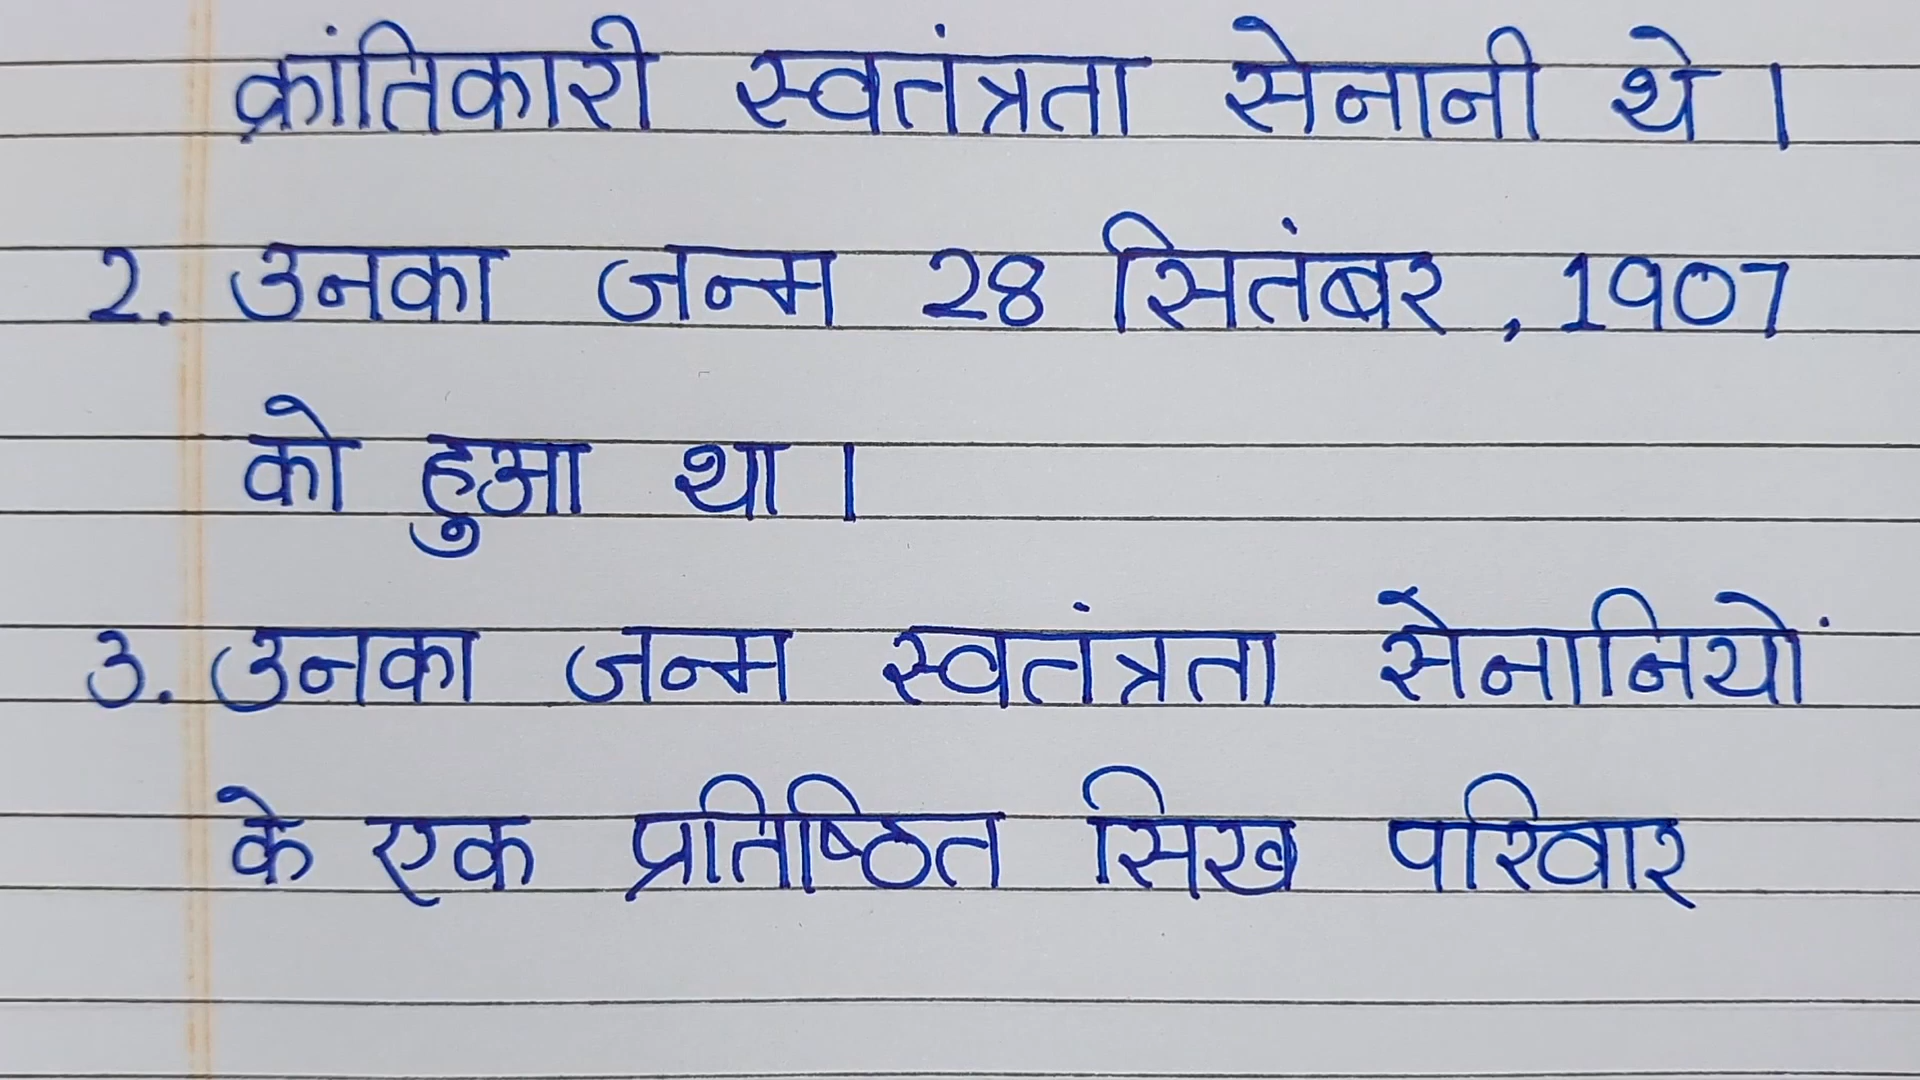 क्रांतिकारी स्वतंत्रता सेनानी थे ।
2. उनका जन्म 28 सितंबर , 1907
को हुआ था ।
3. उनका जन्म स्वतंत्रता सेनानियों
के एक प्रतिष्ठित सिख परिवार